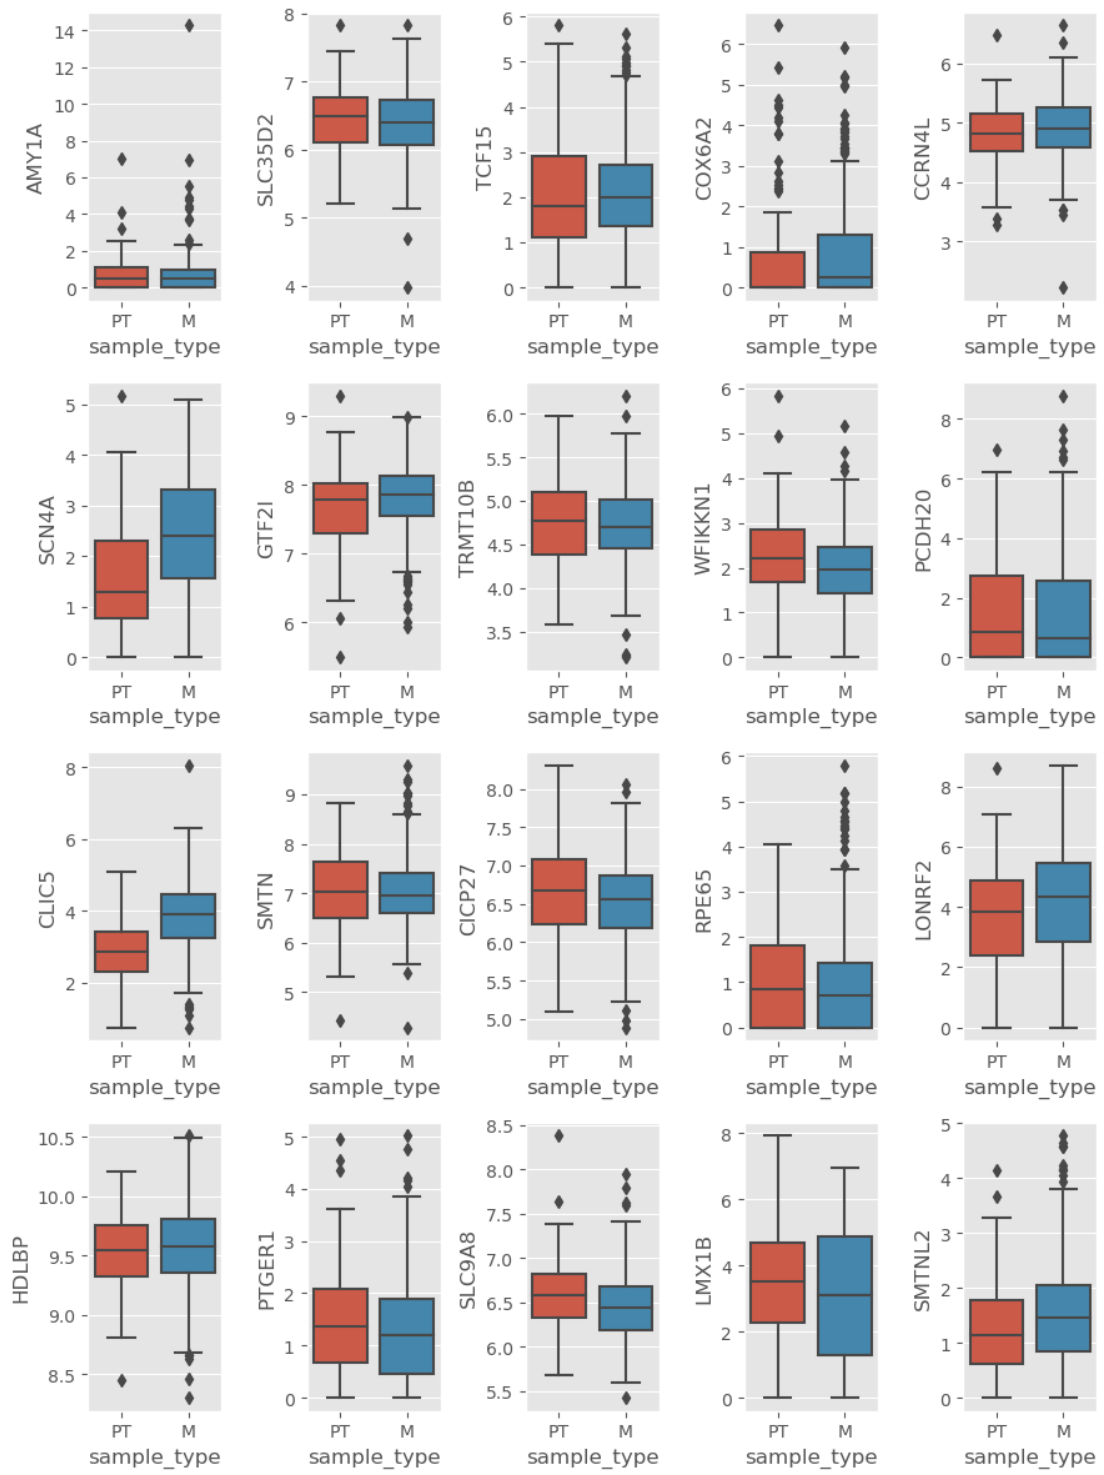 AMY1A
14
12
10
8
6
4
2
0
PT M
sample_type
SLC35D2
8
7
6
5
4
PT M
sample_type
TCF15
6
5
4
3
2
1
0
PT M
sample_type
COX6A2
6
5
4
3
2
1
0
PT M
sample_type
CCRN4L
6
5
4
3
PT M
sample_type
SCN4A
5
4
3
2
1
0
PT M
sample_type
GTF2I
9
8
7
6
PT M
sample_type
TRMT10B
6.0
5.5
5.0
4.5
4.0
3.5
PT M
sample_type
WFIKKN1
6
5
4
3
2
1
0
PT M
sample_type
PCDH20
8
6
4
2
0
PT M
sample_type
CLIC5
8
6
4
2
PT M
sample_type
SMTN
9
8
7
6
5
PT M
sample_type
CICP27
8.0
7.5
7.0
6.5
6.0
5.5
5.0
PT M
sample_type
RPE65
6
5
4
3
2
1
0
PT M
sample_type
LONRF2
8
6
4
2
0
PT M
sample_type
HDLBP
10.5
10.0
9.5
9.0
8.5
PT M
sample_type
PTGER1
5
4
3
2
1
0
PT M
sample_type
SLC9A8
8.5
8.0
7.5
7.0
6.5
6.0
5.5
PT M
sample_type
LMX1B
8
6
4
2
0
PT M
sample_type
SMTNL2
5
4
3
2
1
0
PT M
sample_type